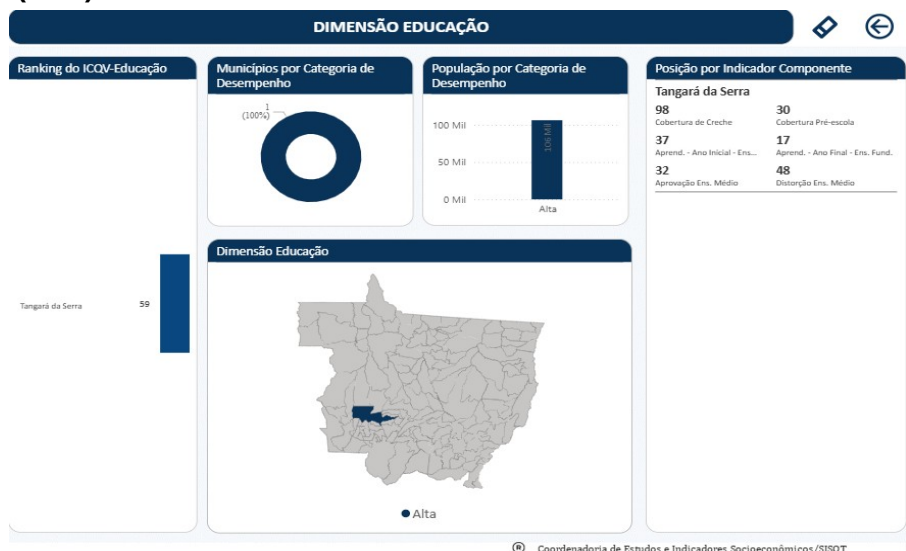 DIMENSÃO EDUCAÇÃO
Ranking do ICQV-Educação
Tangará da Serra 59
Municípios por Categoria de
Desempenho
1
(100%)
População por Categoria de
Desempenho
100 Mil
50 Mil
0 Mil
106 Mil
Alta
Dimensão Educação
Alta
Posição por Indicador Componente
Tangará da Serra
98 30
Cobertura de Creche Cobertura Pré-escola
37 17
Aprend. - Ano Inicial - Ens... Aprend. - Ano Final - Ens. Fund.
32 48
Aprovação Ens. Médio Distorção Ens. Médio
® Coordenadoria de Estudos e Indicadores Socioeconômicos/SISOT